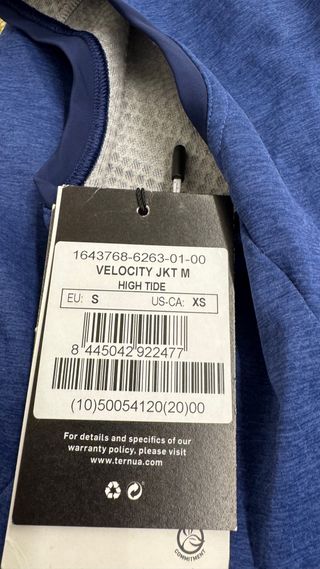 1643768-6263-01-00
VELOCITY JKT M
HIGH TIDE
EU: S US-CA: XS
8 445042 922477
(10)50054120(20)00
For details and specifics of our
warranty policy, please visit
www.ternua.com
COMMITMENT